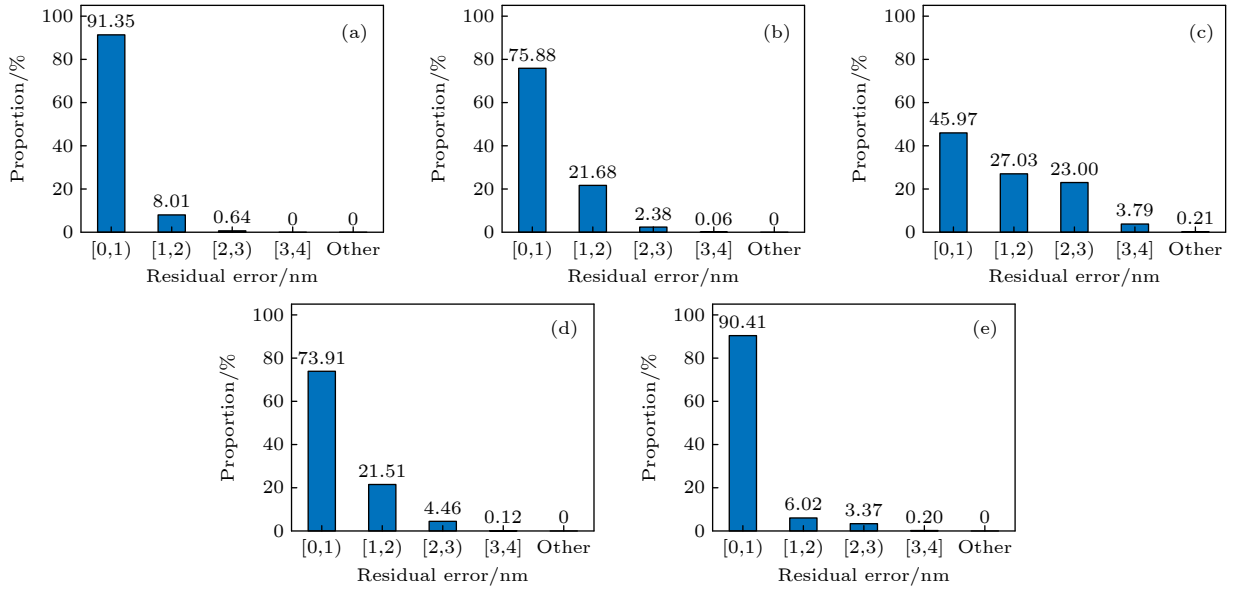 100
80
60
40
20
0
Proportion/%
91.35
8.01
0.64
0
0
(a)
[0,1) [1,2) [2,3) [3,4] Other
Residual error/nm
100
80
60
40
20
0
Proportion/%
75.88
21.68
2.38
0.06
0
(b)
[0,1) [1,2) [2,3) [3,4] Other
Residual error/nm
100
80
60
40
20
0
Proportion/%
45.97
27.03
23.00
3.79
0.21
(c)
[0,1) [1,2) [2,3) [3,4] Other
Residual error/nm
100
80
60
40
20
0
Proportion/%
73.91
21.51
4.46
0.12
0
(d)
[0,1) [1,2) [2,3) [3,4] Other
Residual error/nm
100
80
60
40
20
0
Proportion/%
90.41
6.02
3.37
0.20
0
(e)
[0,1) [1,2) [2,3) [3,4] Other
Residual error/nm